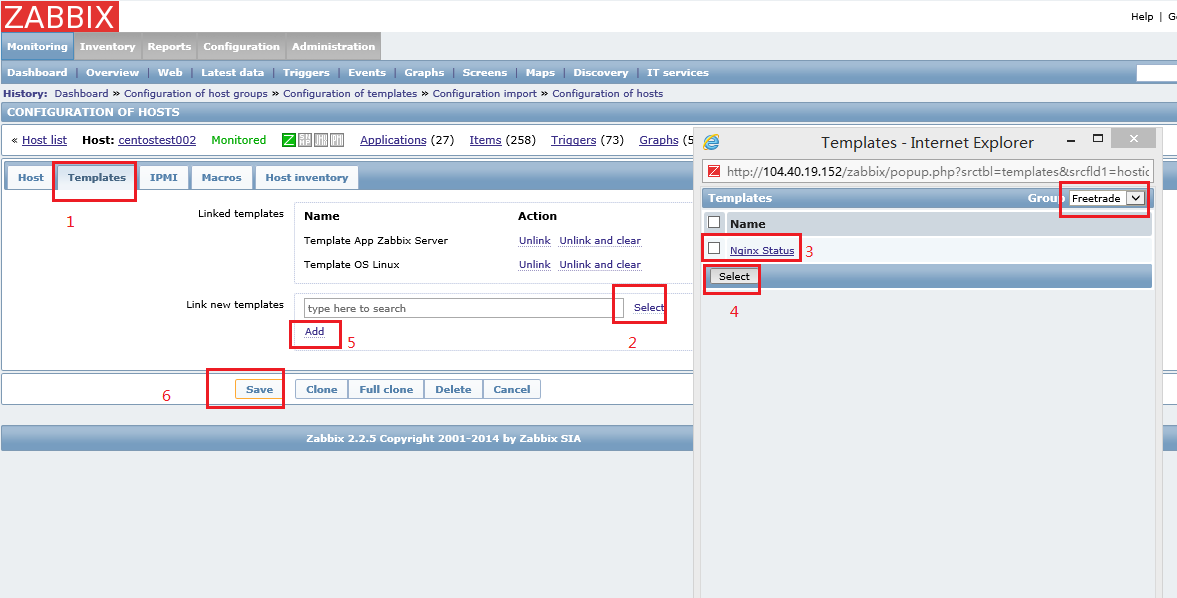 ZABBIX
Help | G
Monitoring Inventory Reports Configuration Administration
Dashboard | Overview | Web | Latest data | Triggers | Events | Graphs | Screens | Maps | Discovery | IT services
History: Dashboard » Configuration of host groups » Configuration of templates » Configuration import » Configuration of hosts
CONFIGURATION OF HOSTS
« Host list Host: centostest002 Monitored Z Applications (27) Items (258) Triggers (73) Graphs (5
Host Templates IPMI Macros Host inventory
1
Linked templates
Name Action
Template App Zabbix Server Unlink Unlink and clear
Template OS Linux Unlink Unlink and clear
Link new templates
type here to search Select
Add
5
2
6
Save Clone Full clone Delete Cancel
Zabbix 2.2.5 Copyright 2001-2014 by Zabbix SIA
Templates - Internet Explorer
http://104.40.19.152/zabbix/popup.php?srctbl=templates&srcfld1=hostic
Templates Group Freetrade
Name
Nginx Status 3
Select
4